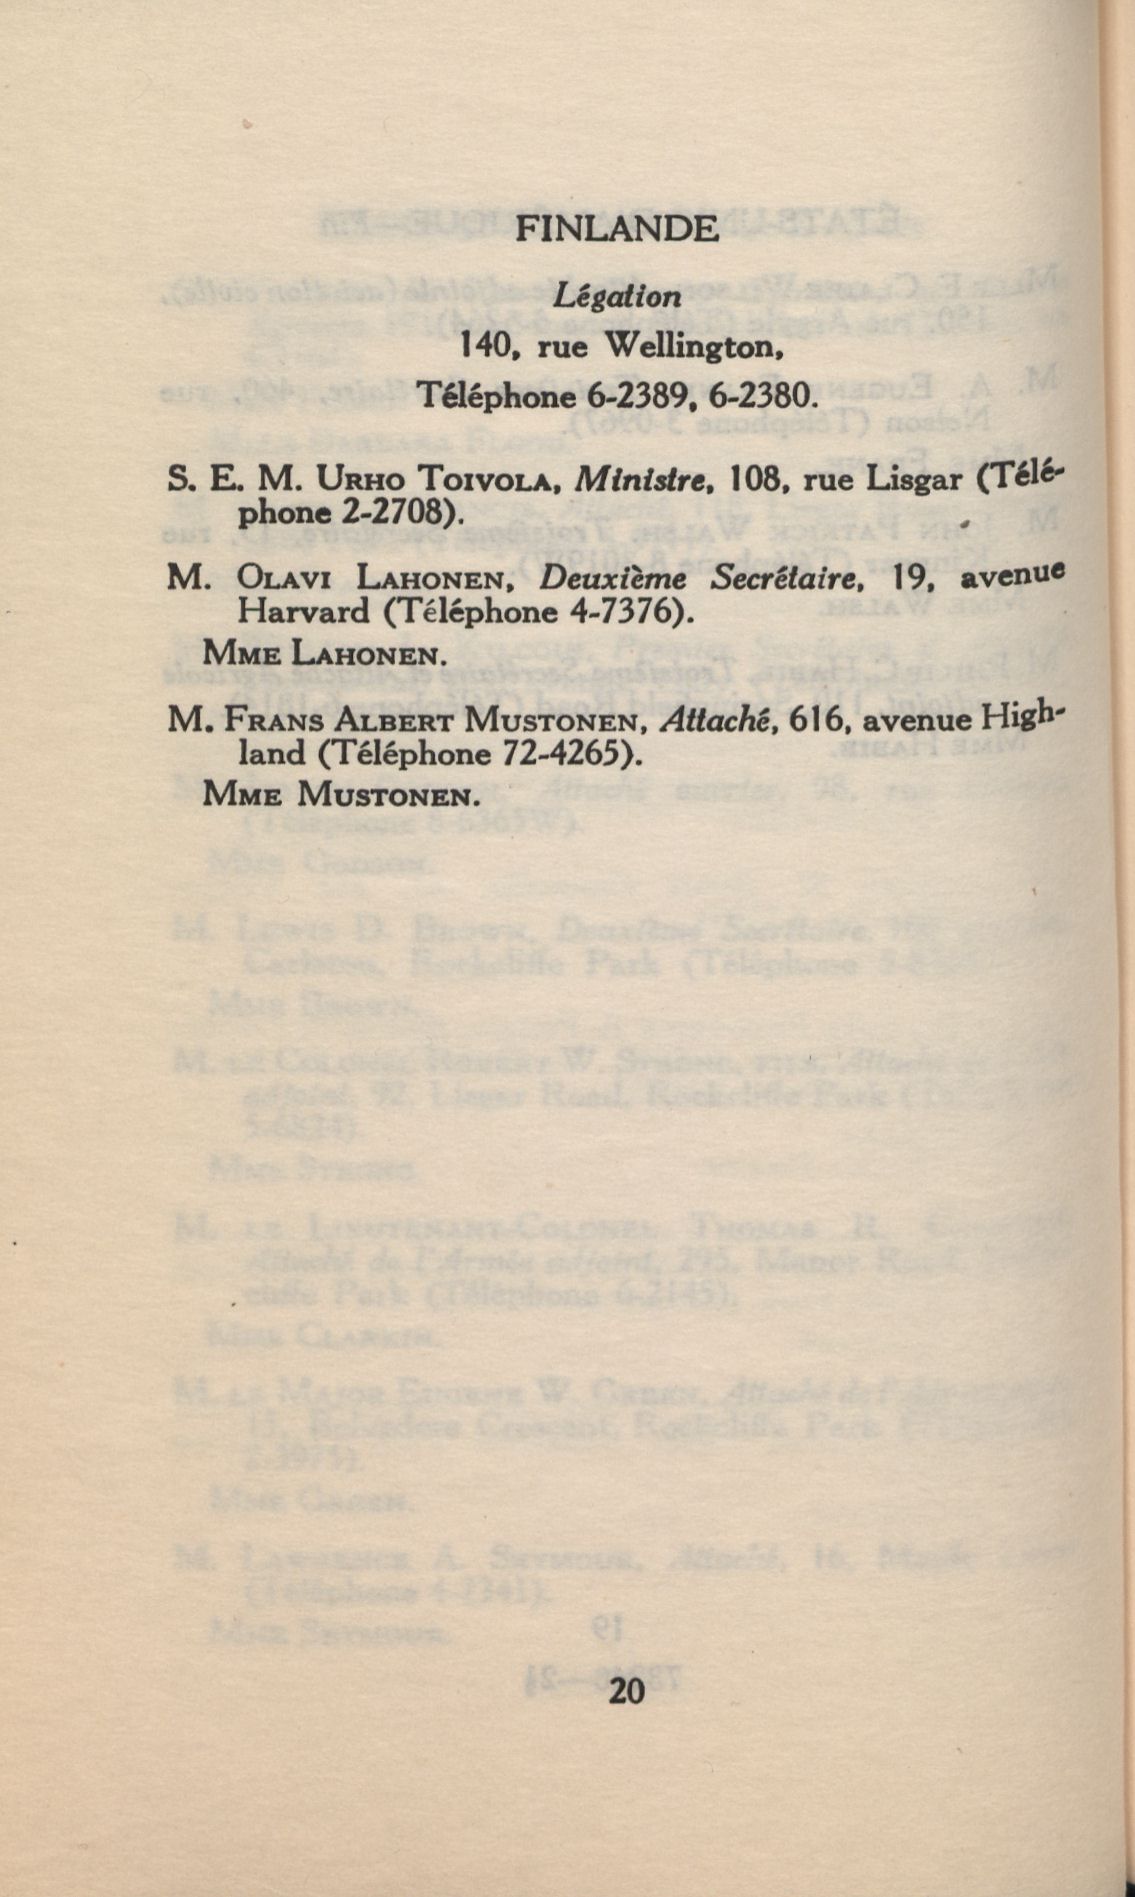 FINLANDE
Légation
140, rue Wellington,
Téléphone 6-2389, 6-2380.
S. E. M. URHO TOIVOLA, Ministre, 108, rue Lisgar (Télé-
phone 2-2708).
M. OLAVI LAHONEN, Deuxième Secrétaire, 19, avenue
Harvard (Téléphone 4-7376).
MME LAHONEN.
M. FRANS ALBERT MUSTONEN, Attaché, 616, avenue High-
land (Téléphone 72-4265).
MME MUSTONEN.
20